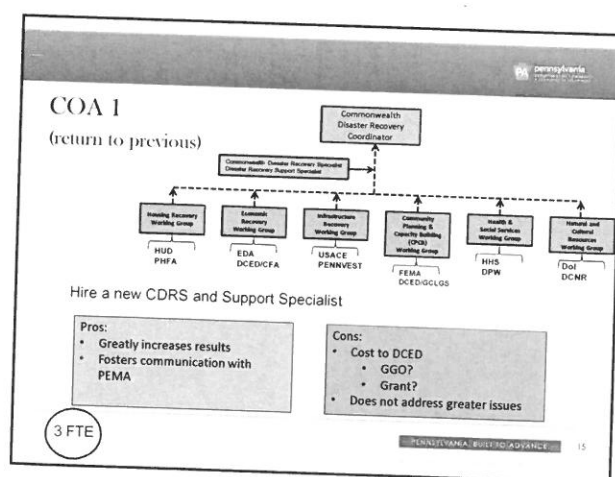 pennsylvania
COA 1
(return to previous)
Commonwealth
Disaster Recovery
Coordinator
Commonwealth Disaster Recovery Specialist
Disaster Recovery Support Specialist
Housing Recovery
Working Group
HUD
PHFA
Economic
Recovery
Working Group
EDA
DCED/CFA
Infrastructure
Recovery
Working Group
USACE
PENNVEST
Community
Planning &
Capacity Building
(CPCB)
Working Group
FEMA
DCED/GCLGS
Health &
Social Services
Working Group
HHS
DPW
Natural and
Cultural
Resources
Working Group
DoI
DCNR
Hire a new CDRS and Support Specialist
Pros:
• Greatly increases results
• Fosters communication with
PEMA
Cons:
• Cost to DCED
• GGO?
• Grant?
• Does not address greater issues
3 FTE
PENNSYLVANIA, BUILT TO ADVANCE
15